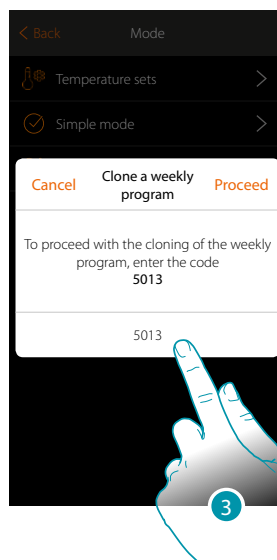 Back Mode
Temperature sets
Simple mode
Cancel Clone a weekly program Proceed
To proceed with the cloning of the weekly
program, enter the code
5013
5013
3